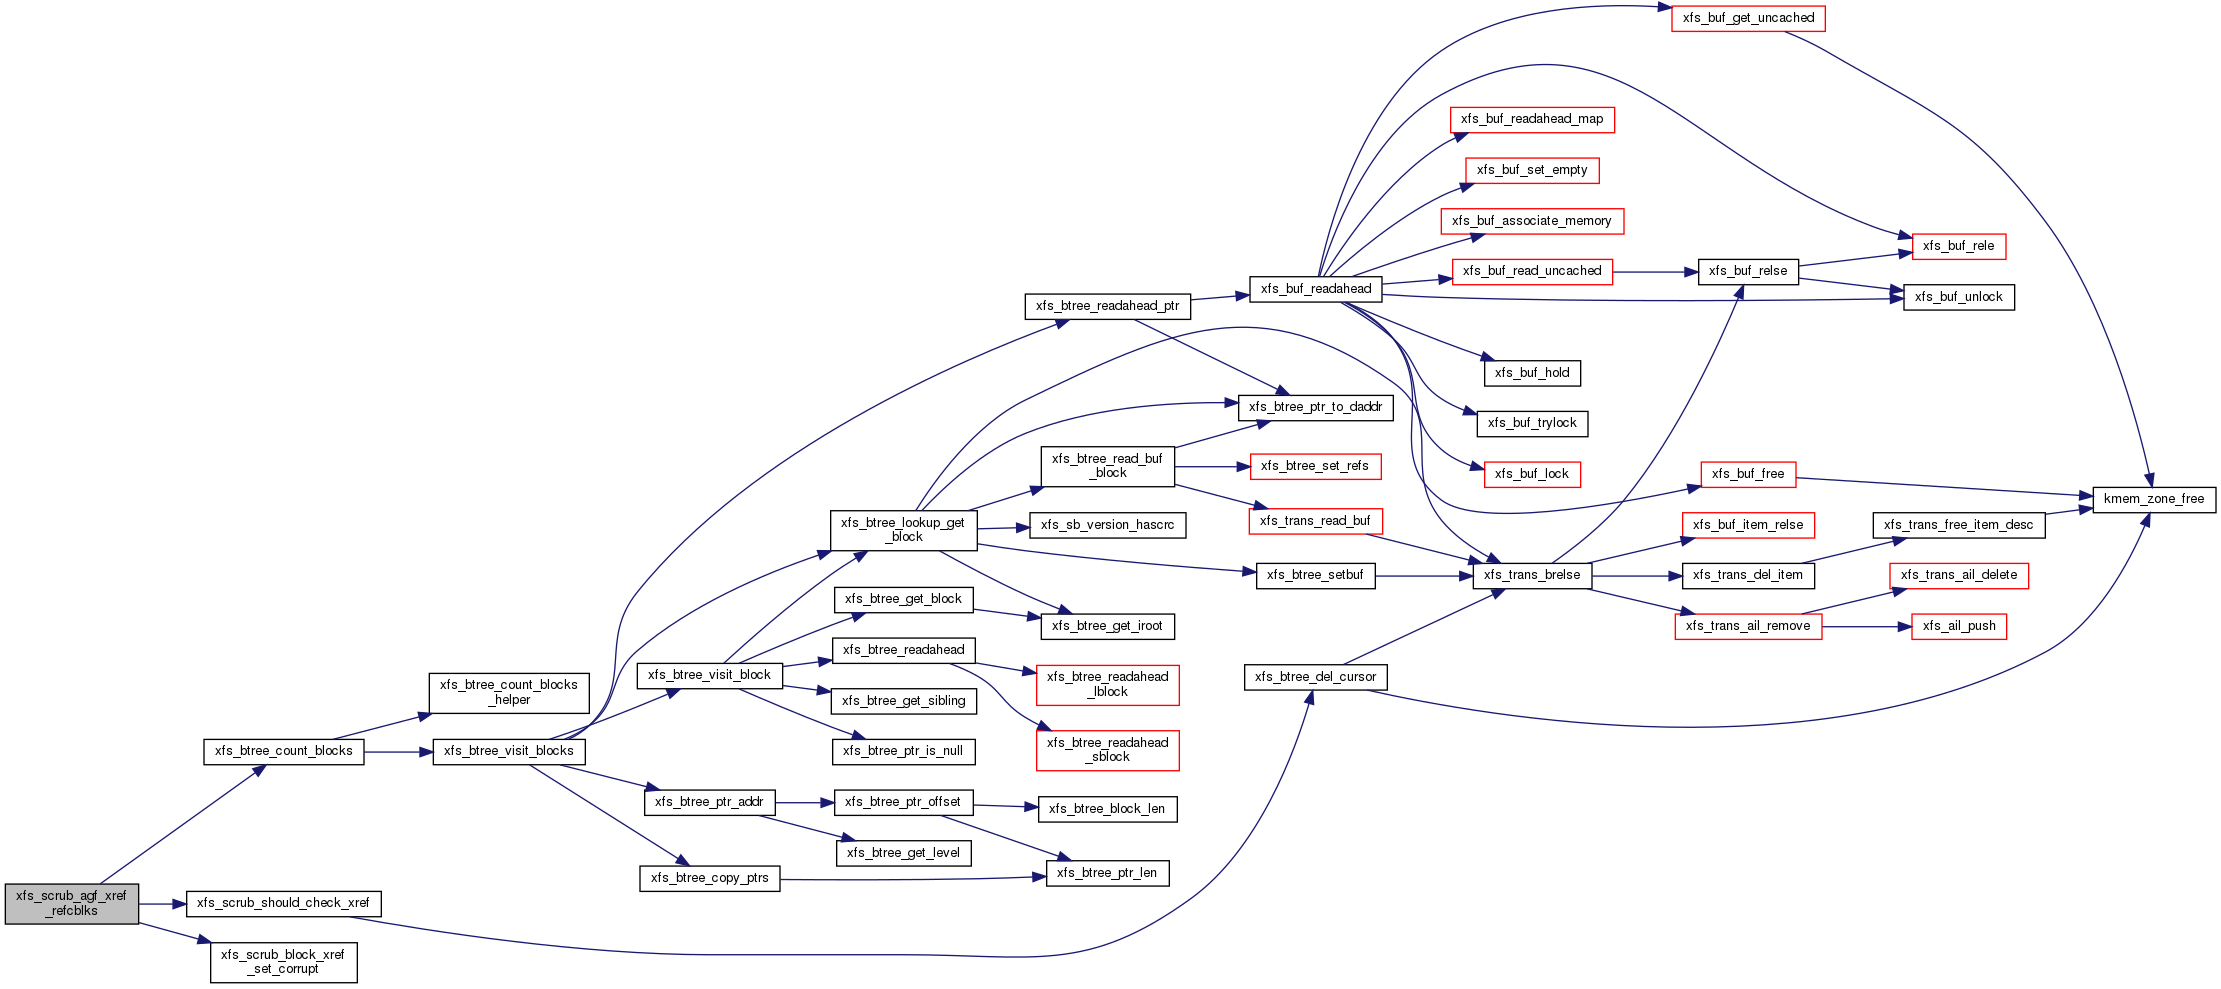 xfs_buf_get_uncached
xfs_buf_readahead_map
xfs_buf_set_empty
xfs_buf_associate_memory
xfs_buf_rele
xfs_buf_read_uncached
xfs_buf_relse
xfs_buf_readahead
xfs_buf_unlock
xfs_btree_readahead_ptr
xfs_buf_hold
xfs_btree_ptr_to_daddr
xfs_buf_trylock
xfs_btree_read_buf
_block
xfs_btree_set_refs
xfs_buf_lock
xfs_buf_free
kmem_zone_free
xfs_btree_lookup_get
_block
xfs_sb_version_hascrc
xfs_trans_read_buf
xfs_buf_item_relse
xfs_trans_free_item_desc
xfs_btree_setbuf
xfs_trans_brelse
xfs_trans_del_item
xfs_trans_ail_delete
xfs_btree_get_block
xfs_btree_get_iroot
xfs_trans_ail_remove
xfs_ail_push
xfs_btree_readahead
xfs_btree_visit_block
xfs_btree_readahead
_lblock
xfs_btree_del_cursor
xfs_btree_count_blocks
_helper
xfs_btree_get_sibling
xfs_btree_count_blocks
xfs_btree_visit_blocks
xfs_btree_ptr_is_null
xfs_btree_readahead
_sblock
xfs_btree_ptr_addr
xfs_btree_ptr_offset
xfs_btree_block_len
xfs_btree_get_level
xfs_btree_copy_ptrs
xfs_btree_ptr_len
xfs_scrub_agf_xref
_refcblks
xfs_scrub_should_check_xref
xfs_scrub_block_xref
_set_corrupt